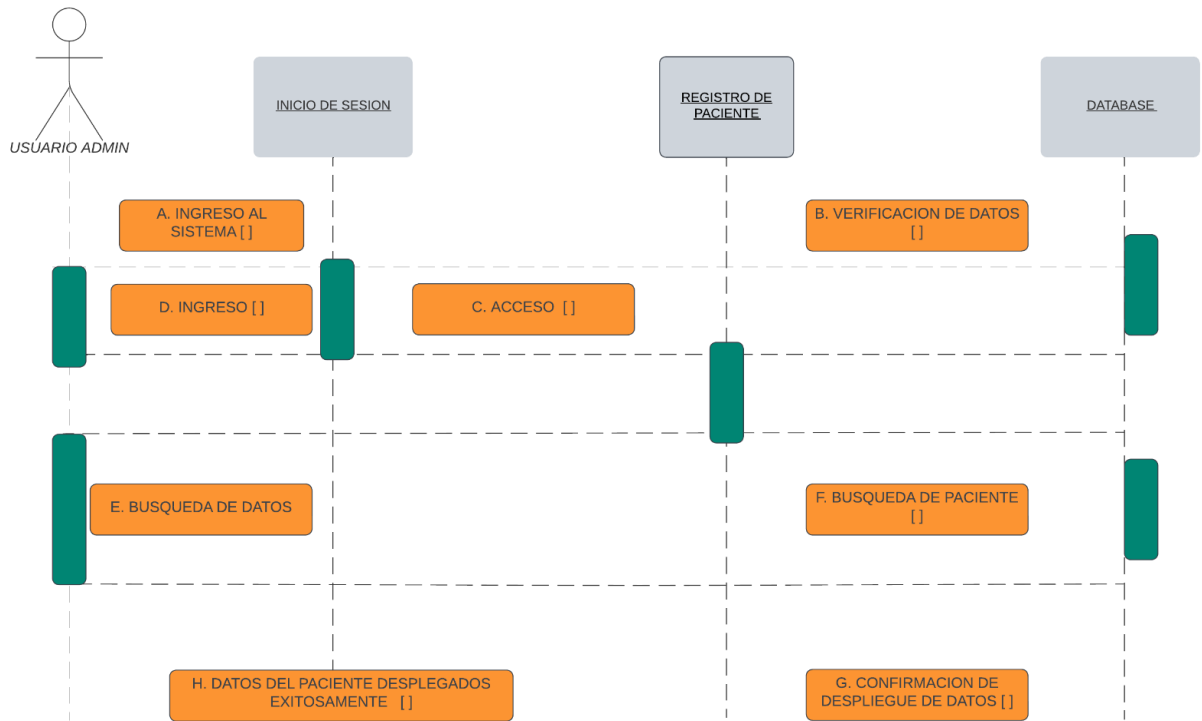 USUARIO ADMIN
INICIO DE SESION
REGISTRO DE
PACIENTE
DATABASE
A. INGRESO AL
SISTEMA [ ]
B. VERIFICACION DE DATOS
[ ]
D. INGRESO [ ]
C. ACCESO [ ]
E. BUSQUEDA DE DATOS
F. BUSQUEDA DE PACIENTE
[ ]
H. DATOS DEL PACIENTE DESPLEGADOS
EXITOSAMENTE [ ]
G. CONFIRMACION DE
DESPLIEGUE DE DATOS [ ]